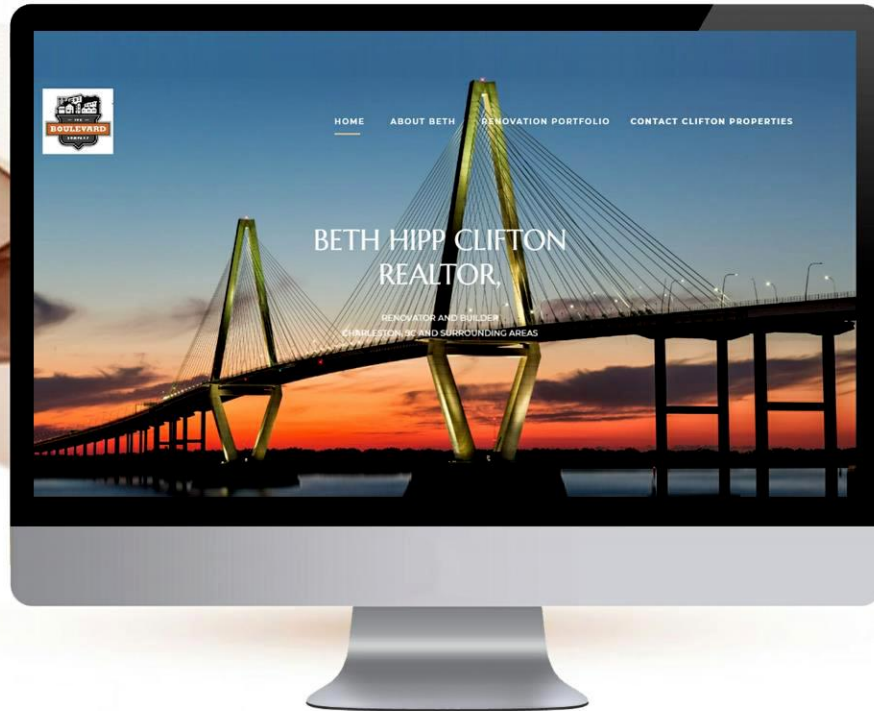 THE
BOULEVARD
COMPANY
HOME ABOUT BETH RENOVATION PORTFOLIO CONTACT CLIFTON PROPERTIES
BETH HIPP CLIFTON
REALTOR,
RENOVATOR AND BUILDER
CHARLESTON, SC AND SURROUNDING AREAS